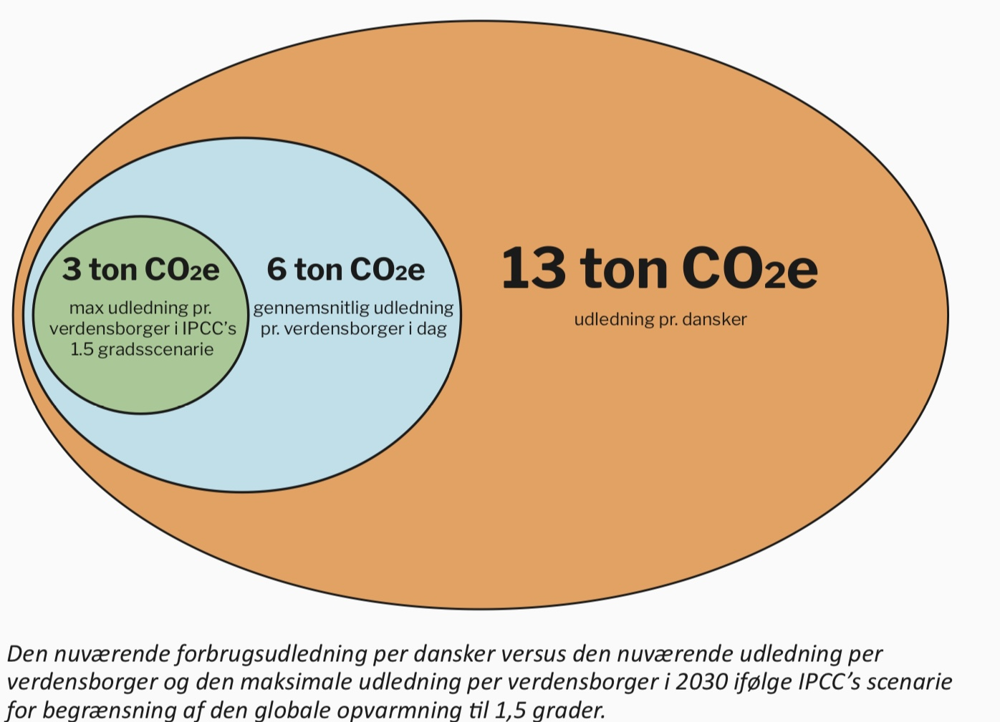 3 ton CO₂e
max udledning pr.
verdensborger i IPCC’s
1.5 gradsscenarie
6 ton CO₂e
gennemsnitlig udledning
pr. verdensborger i dag
13 ton CO₂e
udledning pr. dansker
Den nuværende forbrugsudledning per dansker versus den nuværende udledning per
verdensborger og den maksimale udledning per verdensborger i 2030 ifølge IPCC’s scenarie
for begrænsning af den globale opvarmning til 1,5 grader.